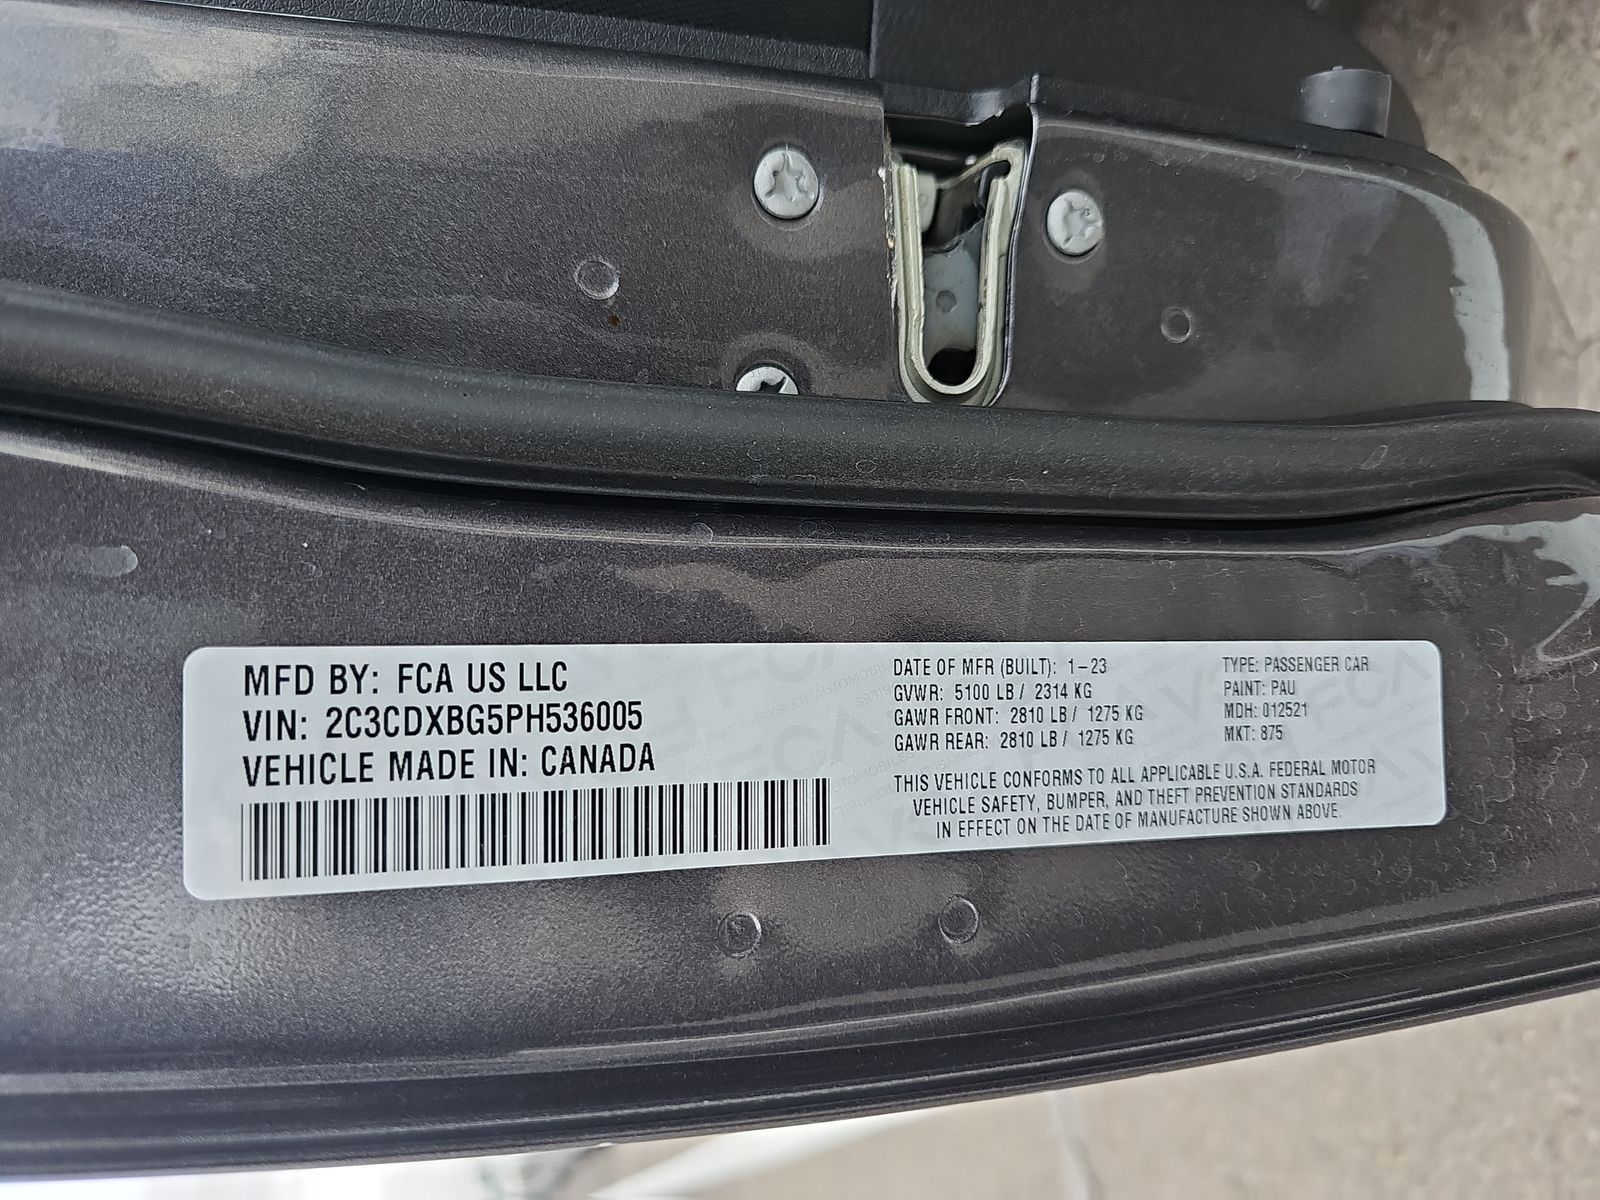 MFD BY: FCA US LLC
VIN: 2C3CDXBG5PH536005
VEHICLE MADE IN: CANADA
DATE OF MFR (BUILT): 1-23
GVWR: 5100 LB / 2314 KG
GAWR FRONT: 2810 LB / 1275 KG
GAWR REAR: 2810 LB / 1275 KG
TYPE: PASSENGER CAR
PAINT: PAU
MDH: 012521
MKT: 875
THIS VEHICLE CONFORMS TO ALL APPLICABLE U.S.A. FEDERAL MOTOR
VEHICLE SAFETY, BUMPER, AND THEFT PREVENTION STANDARDS
IN EFFECT ON THE DATE OF MANUFACTURE SHOWN ABOVE.